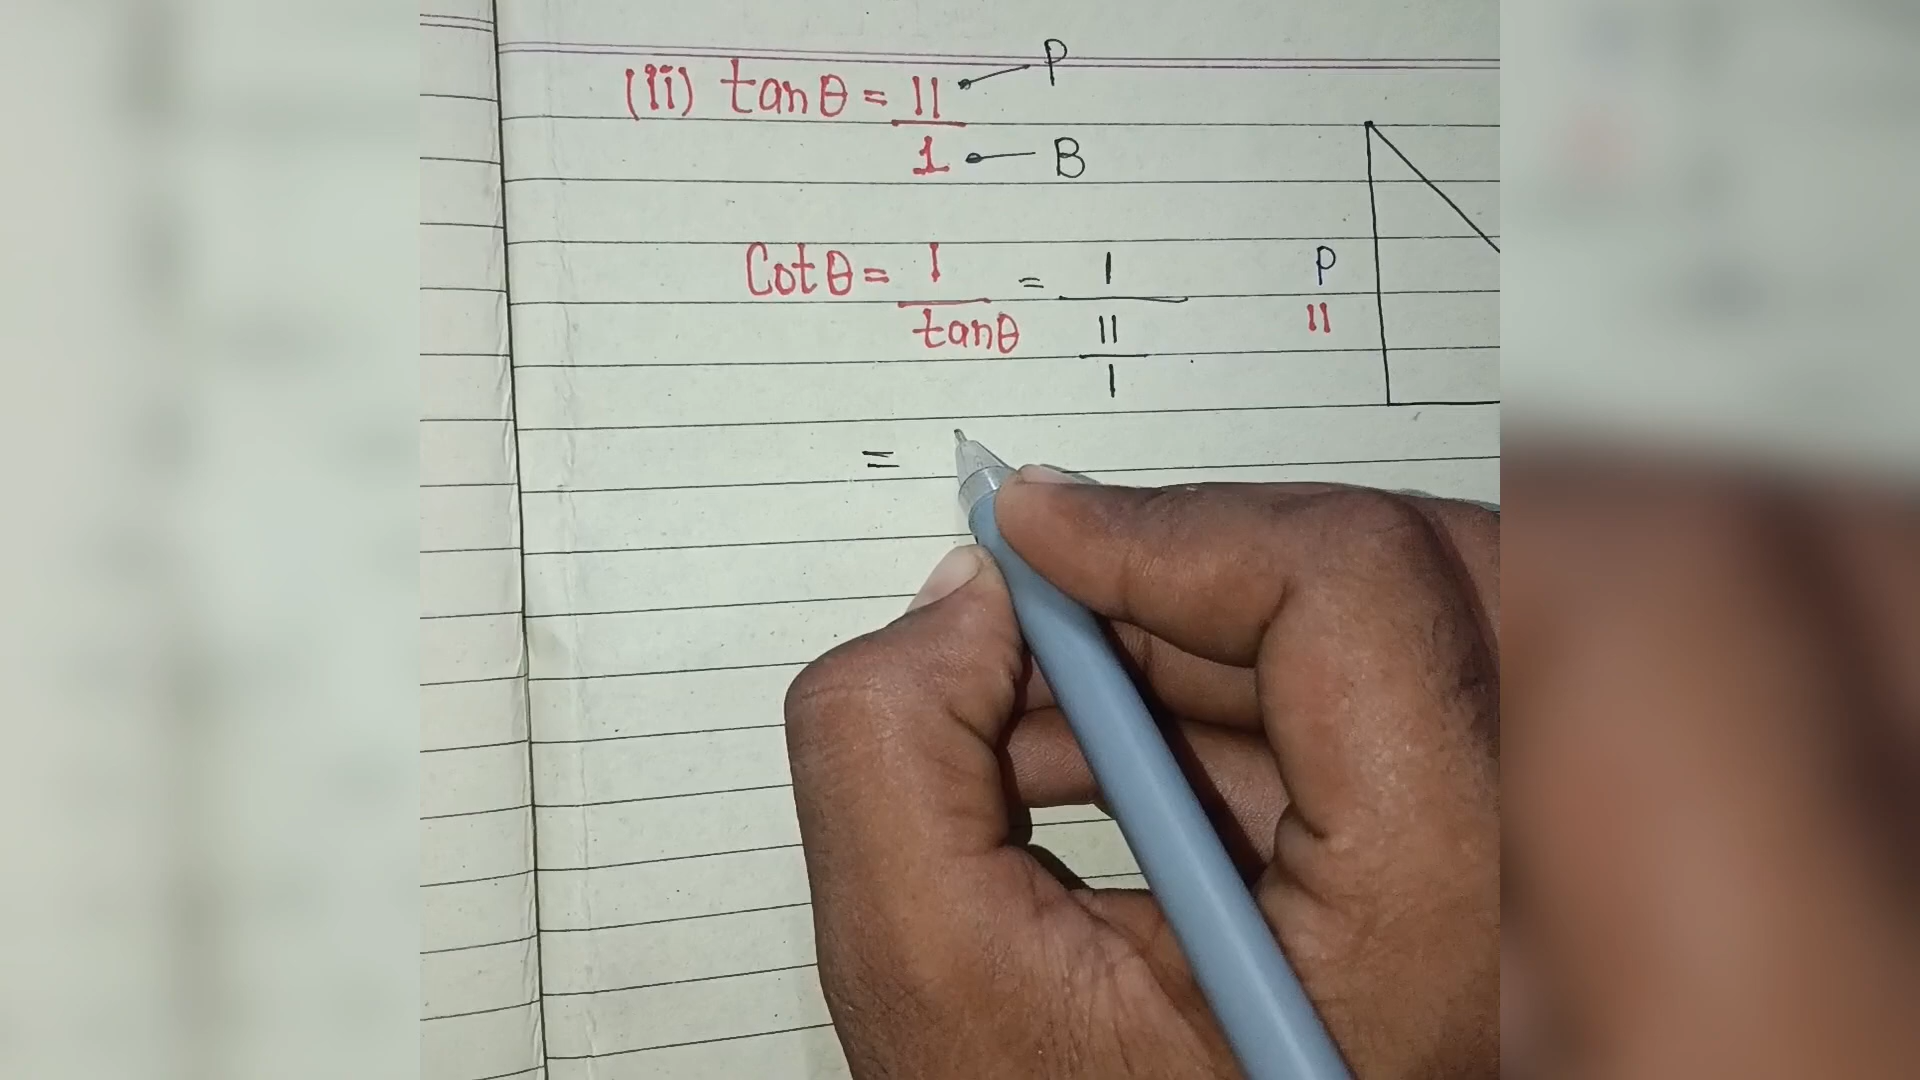 (ii) tanθ = 11/1
P
B
Cotθ = 1/tanθ = 1/(11/1)
P
11
=